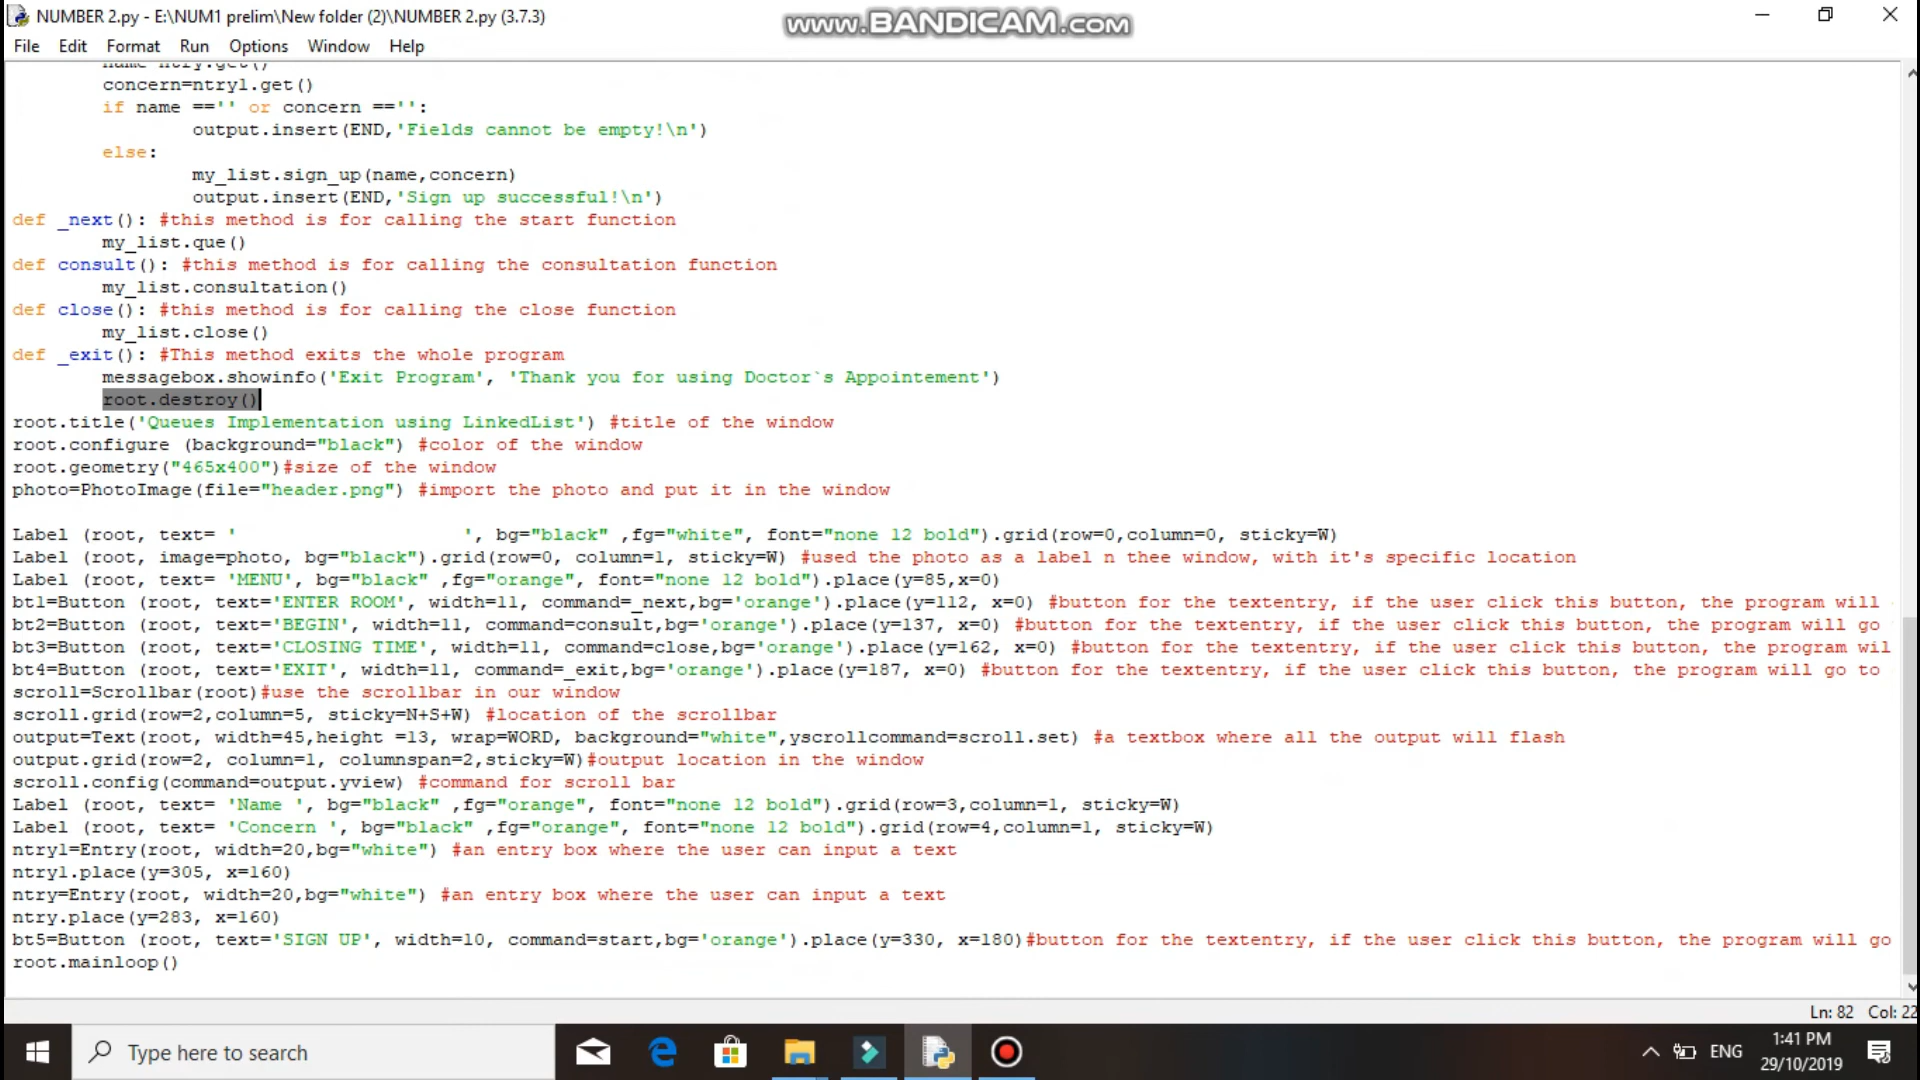 NUMBER 2.py - E:\NUM1 prelim\New folder (2)\NUMBER 2.py (3.7.3)
www.BANDICAM.com
File Edit Format Run Options Window Help
concern=ntry1.get()
if name =='' or concern =='':
output.insert(END,'Fields cannot be empty!\n')
else:
my_list.sign_up(name,concern)
output.insert(END,'Sign up successful!\n')
def _next(): #this method is for calling the start function
my_list.que()
def consult(): #this method is for calling the consultation function
my_list.consultation()
def close(): #this method is for calling the close function
my_list.close()
def _exit(): #This method exits the whole program
messagebox.showinfo('Exit Program', 'Thank you for using Doctor`s Appointement')
root.destroy()
root.title('Queues Implementation using LinkedList') #title of the window
root.configure (background="black") #color of the window
root.geometry("465x400")#size of the window
photo=PhotoImage(file="header.png") #import the photo and put it in the window
Label (root, text= '                    ', bg="black" ,fg="white", font="none 12 bold").grid(row=0,column=0, sticky=W)
Label (root, image=photo, bg="black").grid(row=0, column=1, sticky=W) #used the photo as a label n thee window, with it's specific location
Label (root, text= 'MENU', bg="black" ,fg="orange", font="none 12 bold").place(y=85,x=0)
bt1=Button (root, text='ENTER ROOM', width=11, command=_next,bg='orange').place(y=112, x=0) #button for the textentry, if the user click this button, the program will
bt2=Button (root, text='BEGIN', width=11, command=consult,bg='orange').place(y=137, x=0) #button for the textentry, if the user click this button, the program will go
bt3=Button (root, text='CLOSING TIME', width=11, command=close,bg='orange').place(y=162, x=0) #button for the textentry, if the user click this button, the program wil
bt4=Button (root, text='EXIT', width=11, command=_exit,bg='orange').place(y=187, x=0) #button for the textentry, if the user click this button, the program will go to
scroll=Scrollbar(root)#use the scrollbar in our window
scroll.grid(row=2,column=5, sticky=N+S+W) #location of the scrollbar
output=Text(root, width=45,height =13, wrap=WORD, background="white",yscrollcommand=scroll.set) #a textbox where all the output will flash
output.grid(row=2, column=1, columnspan=2,sticky=W)#output location in the window
scroll.config(command=output.yview) #command for scroll bar
Label (root, text= 'Name ', bg="black" ,fg="orange", font="none 12 bold").grid(row=3,column=1, sticky=W)
Label (root, text= 'Concern ', bg="black" ,fg="orange", font="none 12 bold").grid(row=4,column=1, sticky=W)
ntry1=Entry(root, width=20,bg="white") #an entry box where the user can input a text
ntry1.place(y=305, x=160)
ntry=Entry(root, width=20,bg="white") #an entry box where the user can input a text
ntry.place(y=283, x=160)
bt5=Button (root, text='SIGN UP', width=10, command=start,bg='orange').place(y=330, x=180)#button for the textentry, if the user click this button, the program will go
root.mainloop()
Ln: 82 Col: 22
Type here to search
ENG
1:41 PM
29/10/2019